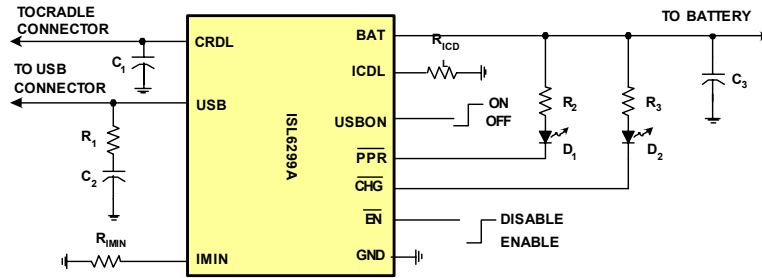 TOCRADLE
CONNECTOR
C1
TO USB
CONNECTOR
R1
C2
RIMIN
CRDL
USB
IMIN
ISL6299A
BAT
ICDL
USBON
PPR
CHG
EN
GND
RICD
L
ON
OFF
R2
D1
R3
D2
DISABLE
ENABLE
TO BATTERY
C3